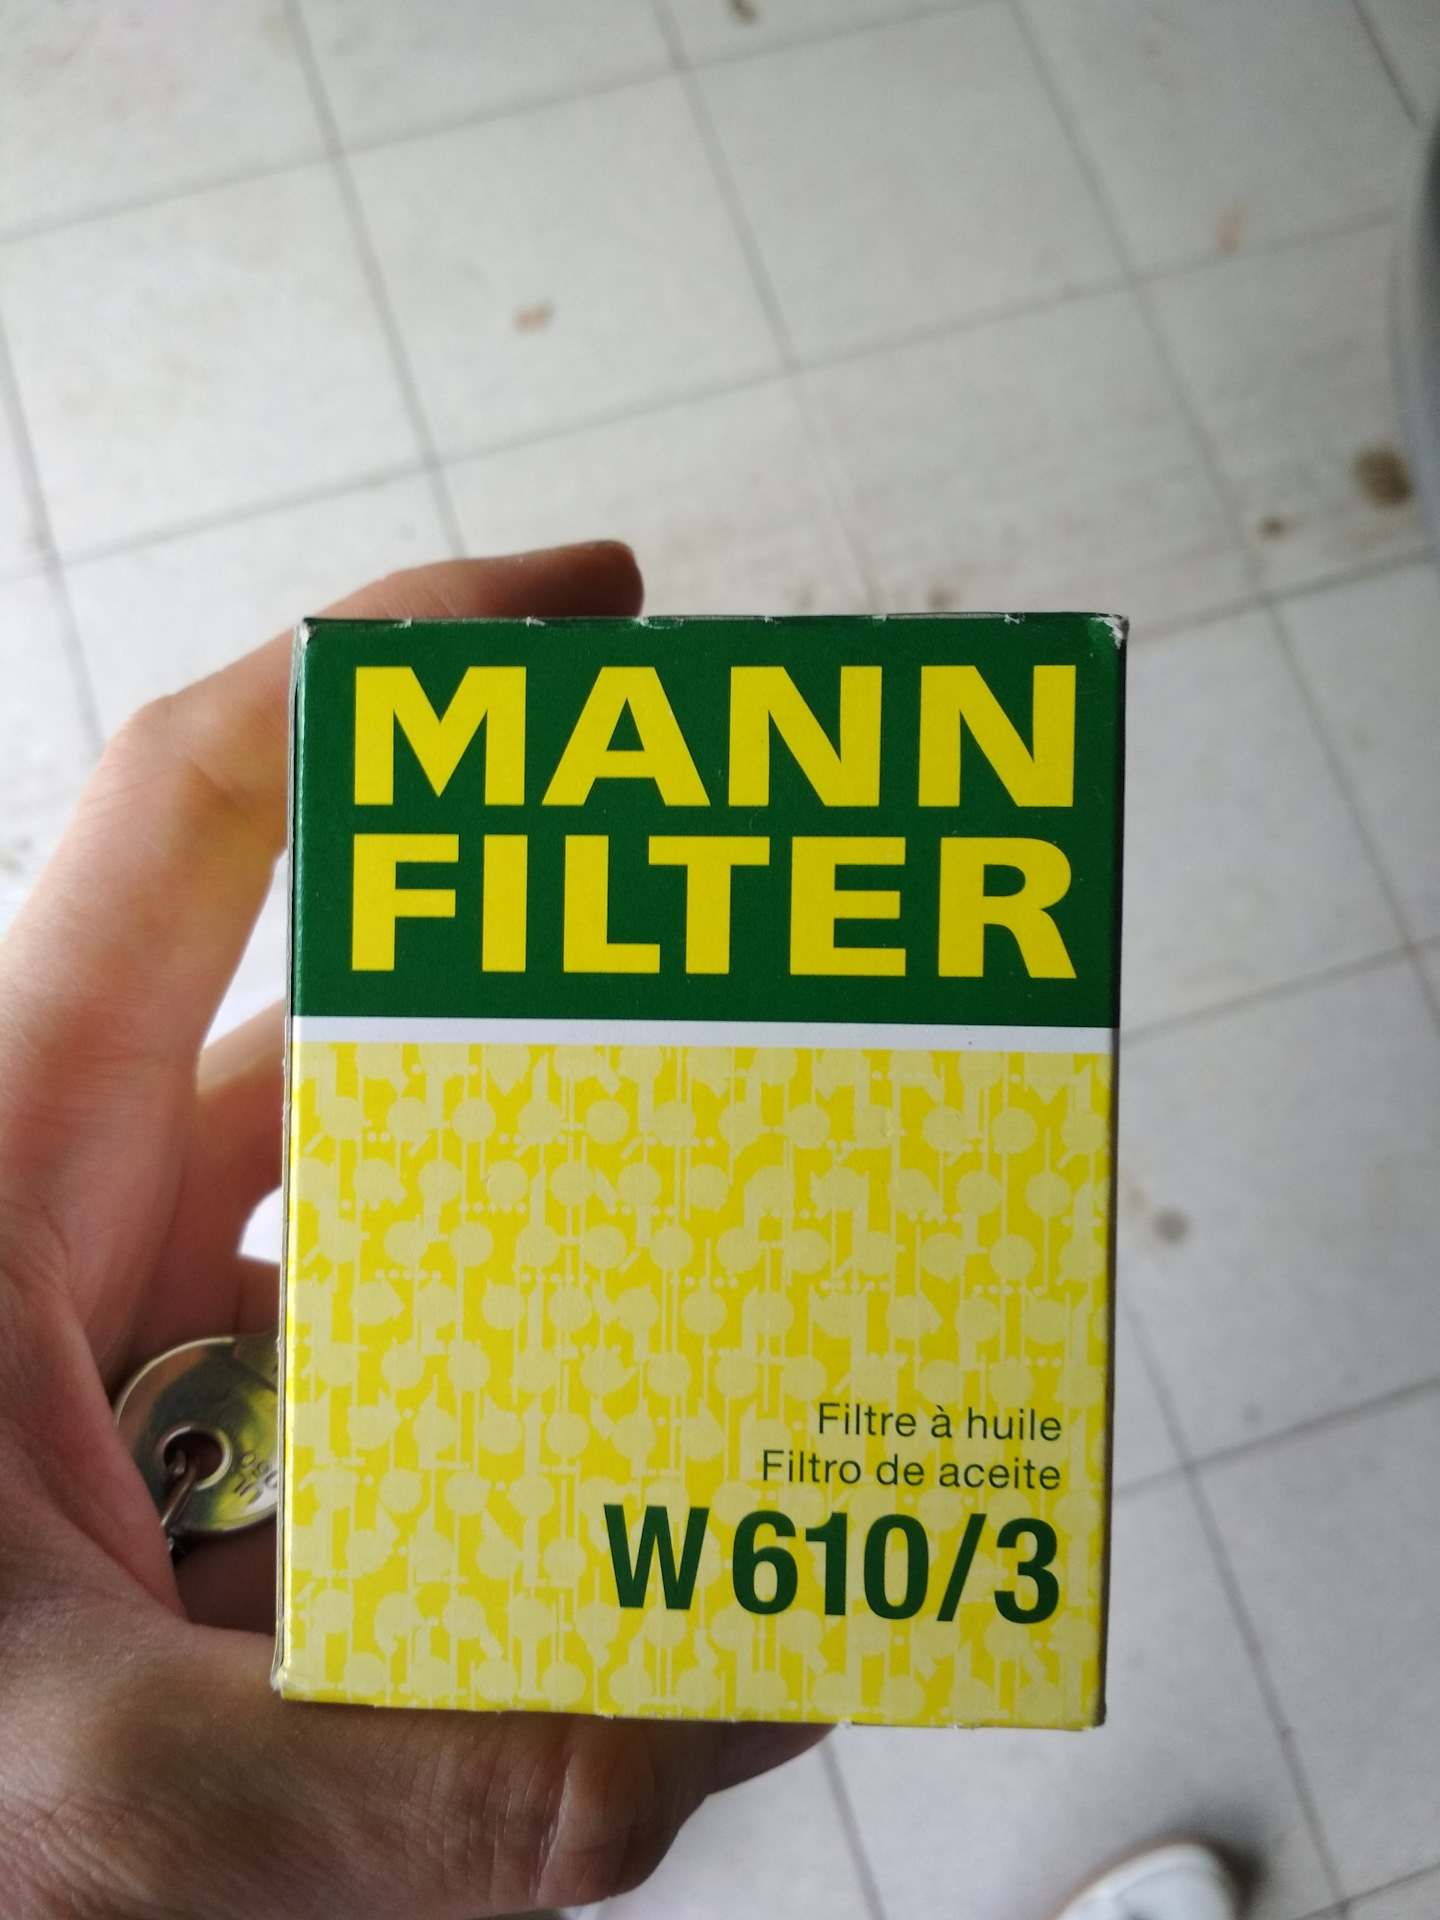 MANN
FILTER
Filtre à huile
Filtro de aceite
W 610/3